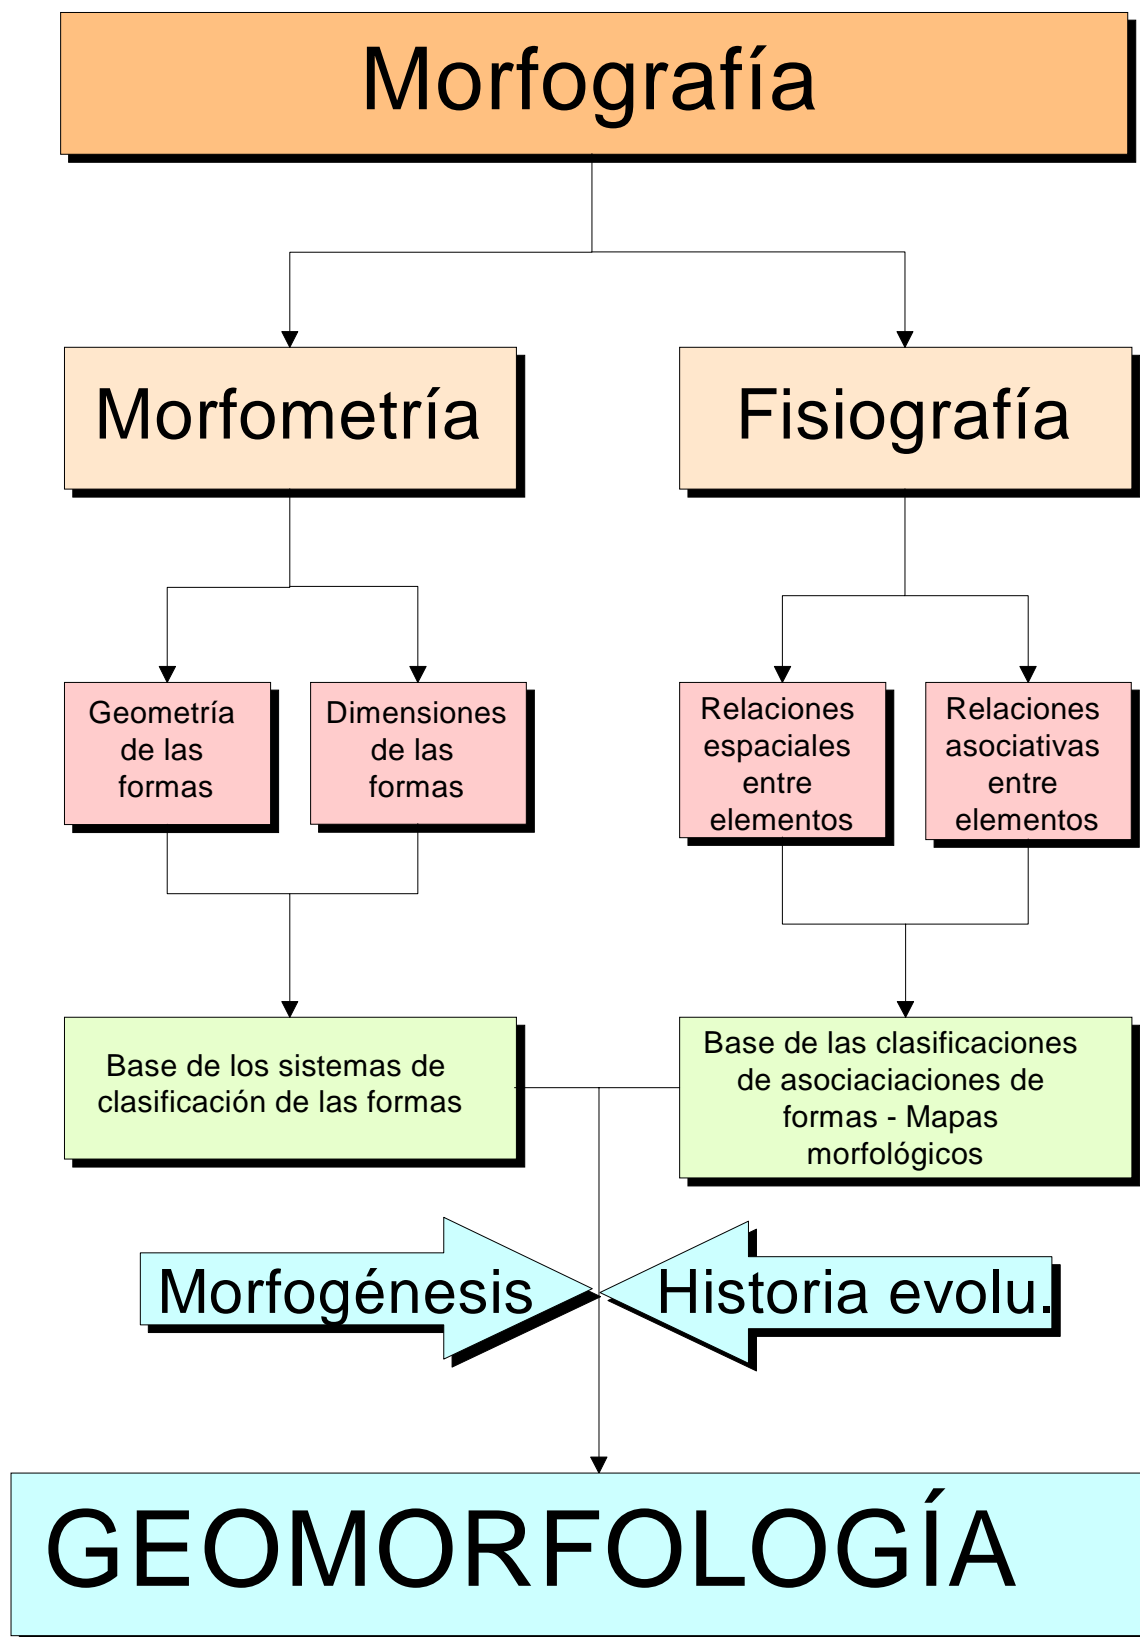 Morfografía
Morfometría
Fisiografía
Geometría
de las
formas
Dimensiones
de las
formas
Relaciones
espaciales
entre
elementos
Relaciones
asociativas
entre
elementos
Base de los sistemas de
clasificación de las formas
Base de las clasificaciones
de asociaciaciones de
formas - Mapas
morfológicos
Morfogénesis
Historia evolu.
GEOMORFOLOGÍA